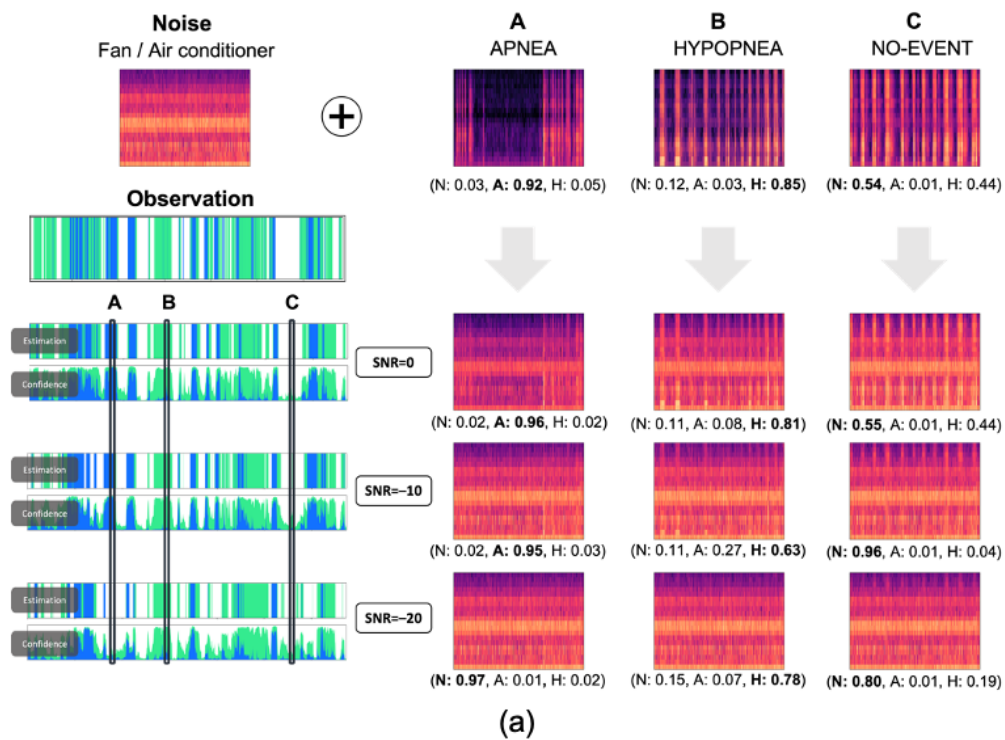 Noise
Fan / Air conditioner
A
APNEA
B
HYPOPNEA
C
NO-EVENT
(N: 0.03, A: 0.92, H: 0.05)
(N: 0.12, A: 0.03, H: 0.85)
(N: 0.54, A: 0.01, H: 0.44)
Observation
A
B
C
Estimation
Confidence
SNR=0
(N: 0.02, A: 0.96, H: 0.02)
(N: 0.11, A: 0.08, H: 0.81)
(N: 0.55, A: 0.01, H: 0.44)
Estimation
Confidence
SNR=−10
(N: 0.02, A: 0.95, H: 0.03)
(N: 0.11, A: 0.27, H: 0.63)
(N: 0.96, A: 0.01, H: 0.04)
Estimation
Confidence
SNR=−20
(N: 0.97, A: 0.01, H: 0.02)
(N: 0.15, A: 0.07, H: 0.78)
(N: 0.80, A: 0.01, H: 0.19)
(a)